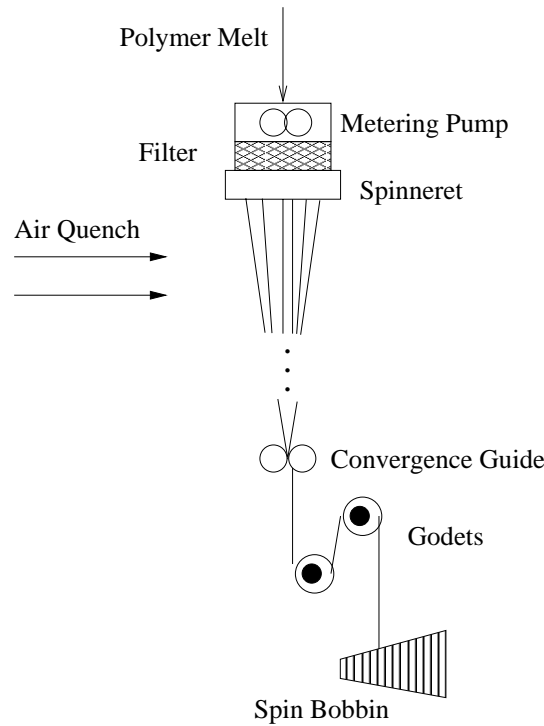 Polymer Melt
Metering Pump
Filter
Spinneret
Air Quench
Convergence Guide
Godets
Spin Bobbin